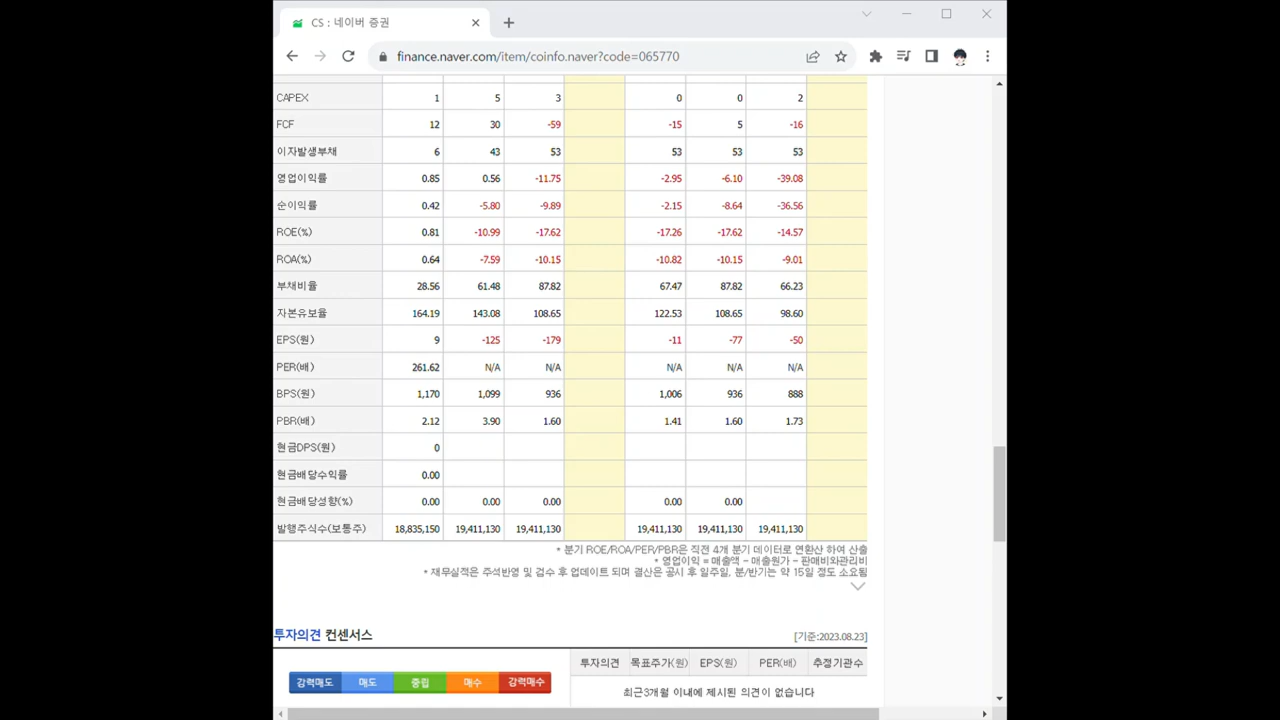 CS : 네이버 증권
finance.naver.com/item/coinfo.naver?code=065770
CAPEX 1 5 3 0 0 2
FCF 12 30 -59 -15 5 -16
이자발생부채 6 43 53 53 53 53
영업이익률 0.85 0.56 -11.75 -2.95 -6.10 -39.08
순이익률 0.42 -5.80 -9.89 -2.15 -8.64 -36.56
ROE(%) 0.81 -10.99 -17.62 -17.26 -17.62 -14.57
ROA(%) 0.64 -7.59 -10.15 -10.82 -10.15 -9.01
부채비율 28.56 61.48 87.82 67.47 87.82 66.23
자본유보율 164.19 143.08 108.65 122.53 108.65 98.60
EPS(원) 9 -125 -179 -11 -77 -50
PER(배) 261.62 N/A N/A N/A N/A N/A
BPS(원) 1,170 1,099 936 1,006 936 888
PBR(배) 2.12 3.90 1.60 1.41 1.60 1.73
현금DPS(원) 0
현금배당수익률 0.00
현금배당성향(%) 0.00 0.00 0.00 0.00 0.00
발행주식수(보통주) 18,835,150 19,411,130 19,411,130 19,411,130 19,411,130 19,411,130
* 분기 ROE/ROA/PER/PBR은 직전 4개 분기 데이터로 연환산 하여 산출
* 영업이익 = 매출액 - 매출원가 - 판매비와관리비
* 재무실적은 주석반영 및 검수 후 업데이트 되며 결산은 공시 후 일주일, 분/반기는 약 15일 정도 소요됨
투자의견 컨센서스 [기준:2023.08.23]
투자의견 목표주가(원) EPS(원) PER(배) 추정기관수
강력매도 매도 중립 매수 강력매수
최근3개월 이내에 제시된 의견이 없습니다